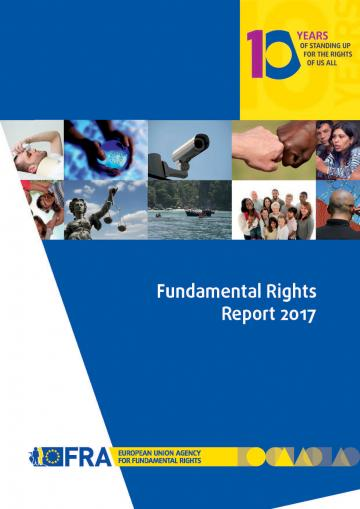 10 YEARS
OF STANDING UP
FOR THE RIGHTS
OF US ALL
Fundamental Rights
Report 2017
FRA
EUROPEAN UNION AGENCY
FOR FUNDAMENTAL RIGHTS